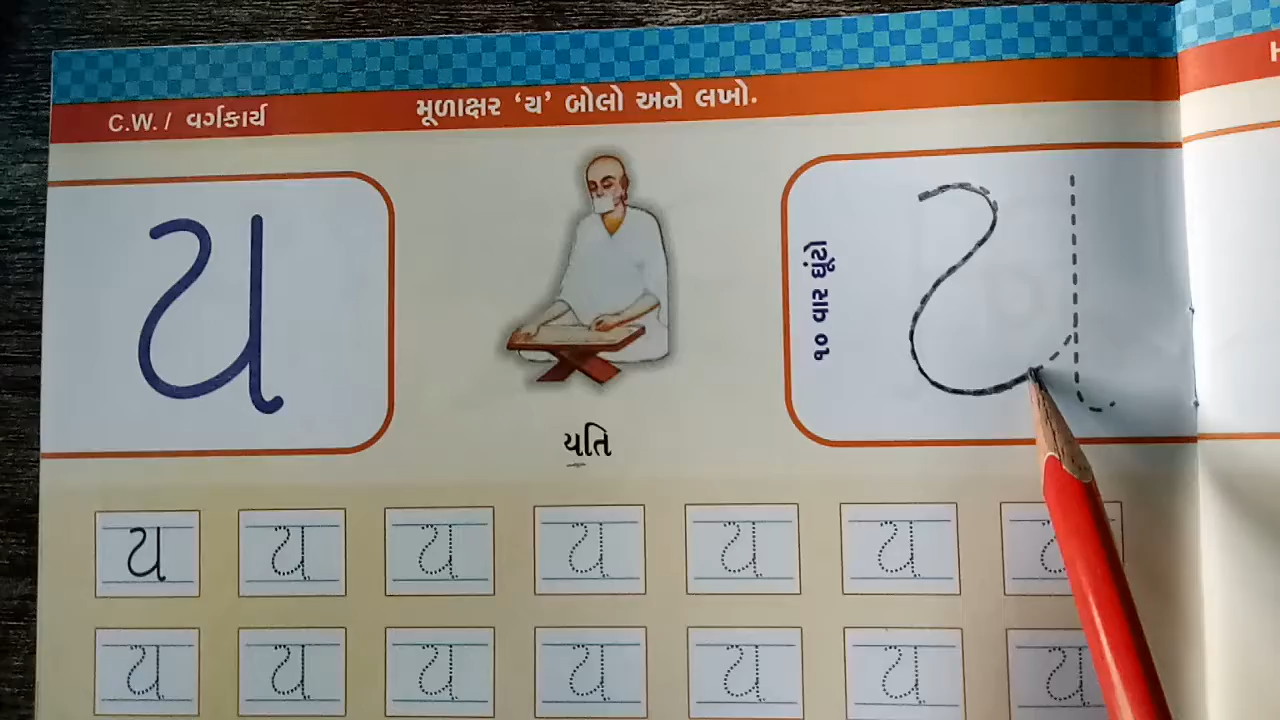 C.W. / વર્ગકાર્ય
મૂળાક્ષર ‘ય’ બોલો અને લખો.
ય
૧૦ વાર ઘૂંટો
ય
યતિ
ય ય ય ય ય ય
ય ય ય ય ય ય ય